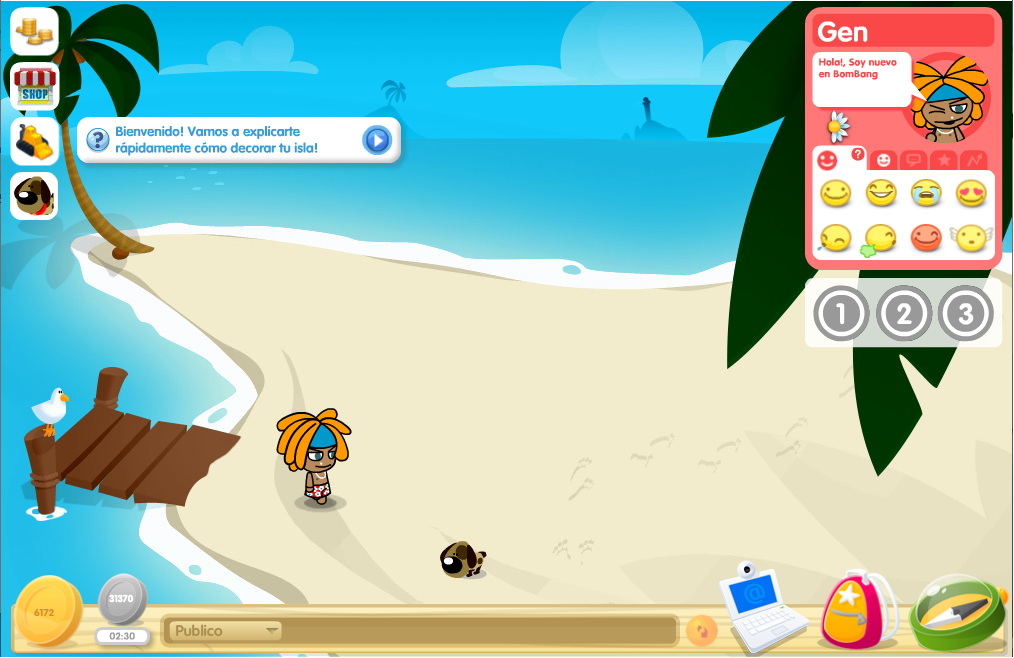 Gen
Hola!, Soy nuevo
en BomBang
SHOP
?
Bienvenido! Vamos a explicarte
rápidamente cómo decorar tu isla!
?
1 2 3
@
6172
31370
02:30
Publico